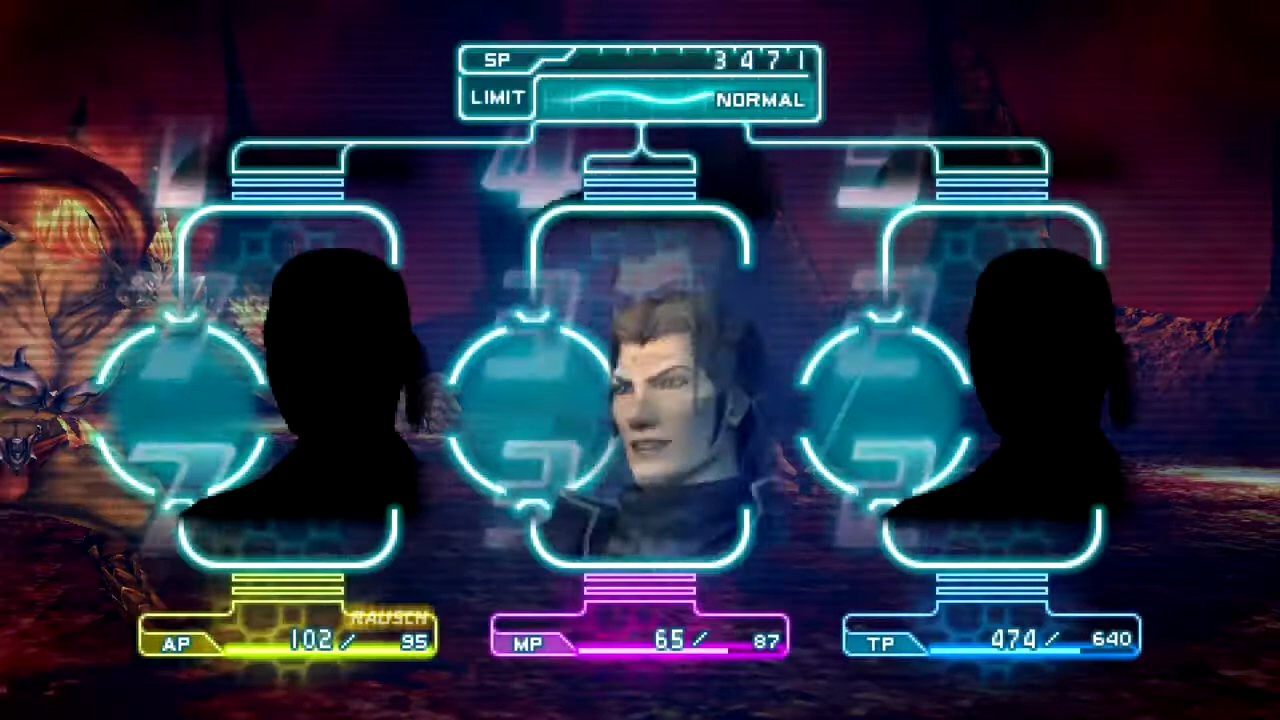 SP 3471
LIMIT NORMAL
RAUSCH
AP 102/ 95
MP 65/ 87
TP 474/ 640